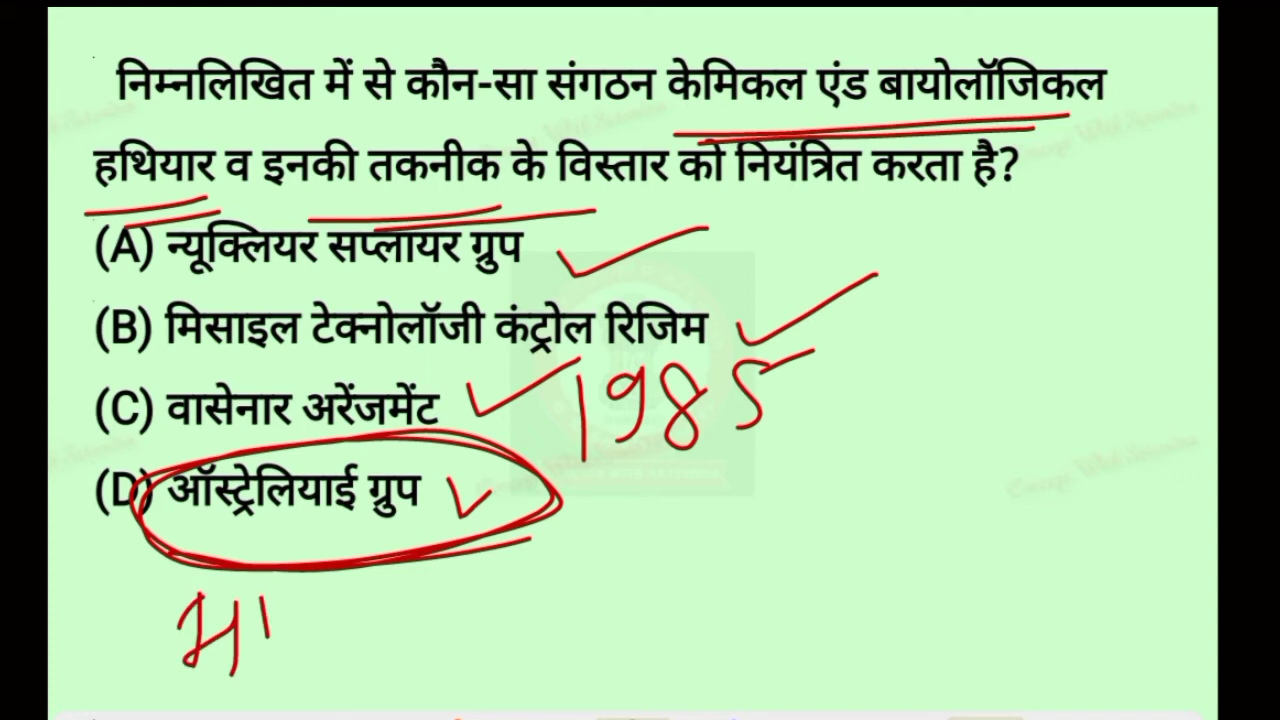 निम्नलिखित में से कौन-सा संगठन केमिकल एंड बायोलॉजिकल
हथियार व इनकी तकनीक के विस्तार को नियंत्रित करता है?
(A) न्यूक्लियर सप्लायर ग्रुप
(B) मिसाइल टेक्नोलॉजी कंट्रोल रिजिम
(C) वासेनार अरेंजमेंट
1985
(D) ऑस्ट्रेलियाई ग्रुप
भा